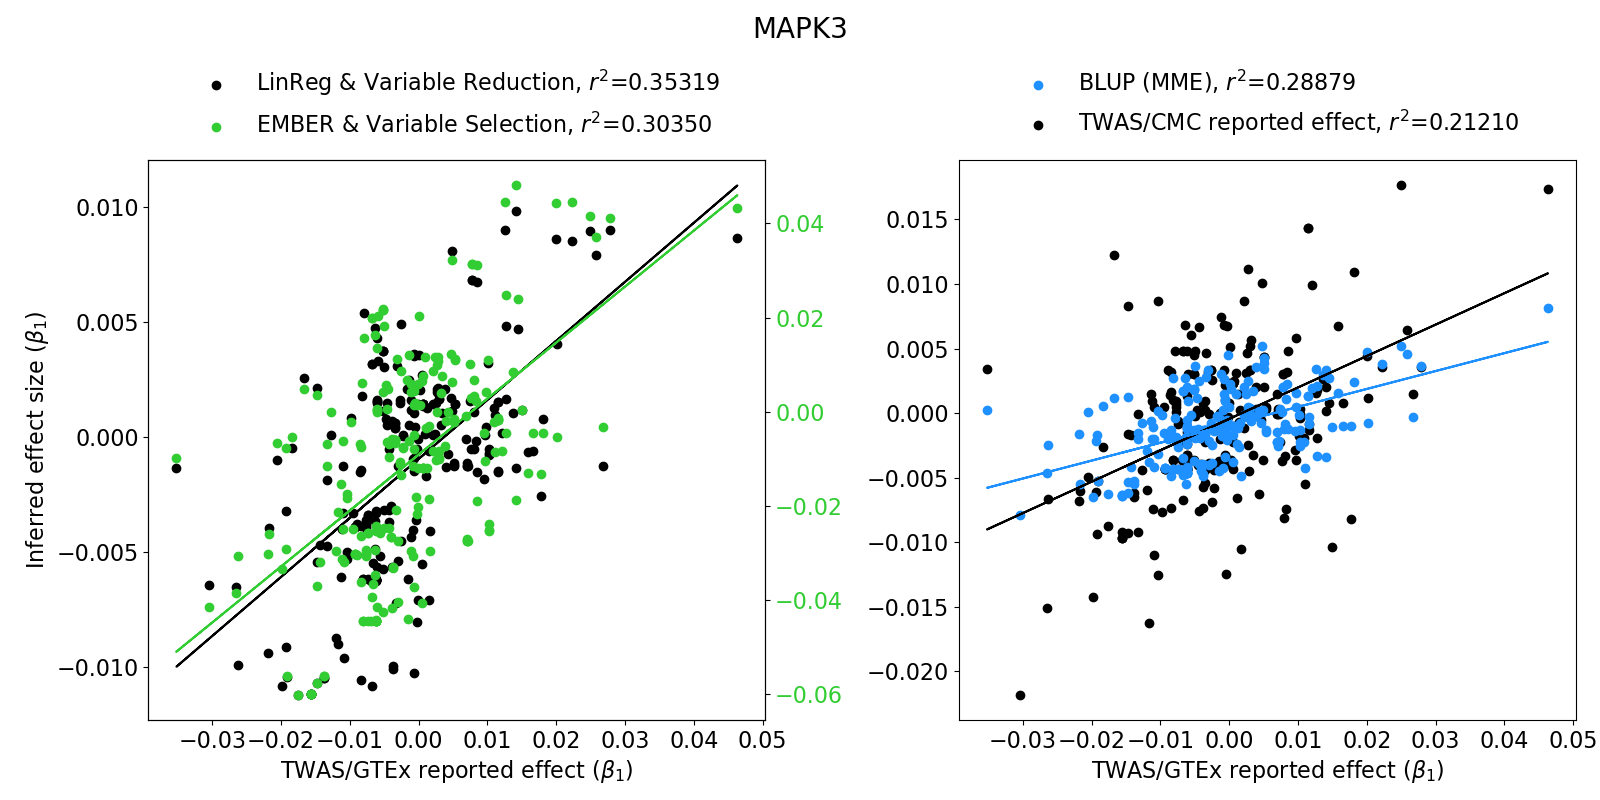 MAPK3
LinReg & Variable Reduction, r²=0.35319
EMBER & Variable Selection, r²=0.30350
BLUP (MME), r²=0.28879
TWAS/CMC reported effect, r²=0.21210
Inferred effect size (β₁)
0.010
0.005
0.000
−0.005
−0.010
0.04
0.02
0.00
−0.02
−0.04
−0.06
−0.03 −0.02 −0.01 0.00 0.01 0.02 0.03 0.04 0.05
TWAS/GTEx reported effect (β₁)
0.015
0.010
0.005
0.000
−0.005
−0.010
−0.015
−0.020
−0.03 −0.02 −0.01 0.00 0.01 0.02 0.03 0.04 0.05
TWAS/GTEx reported effect (β₁)